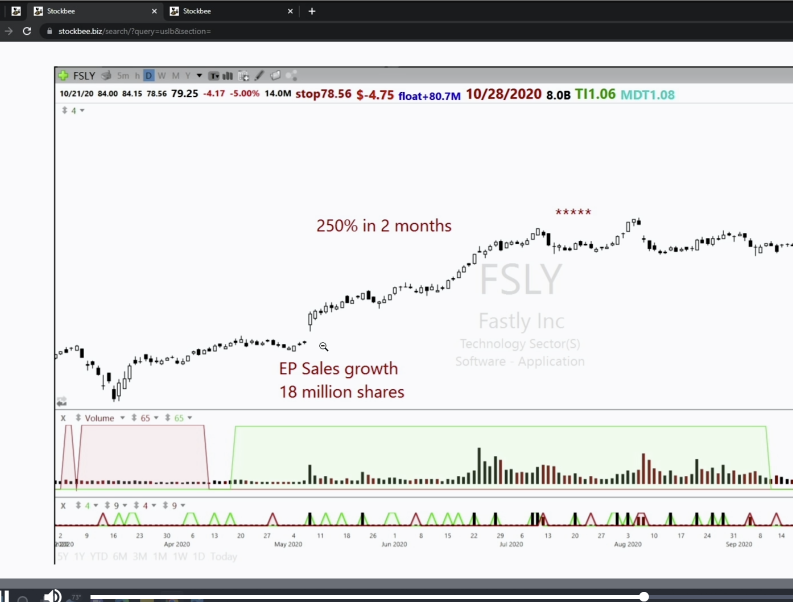 Stockbee
Stockbee
stockbee.biz/search/?query=uslb&section=
FSLY 5m h D W M Y
10/21/20 84.00 84.15 78.56 79.25 -4.17 -5.00% 14.0M stop78.56 $-4.75 float+80.7M 10/28/2020 8.0B TI1.06 MDT1.08
4
*****
250% in 2 months
FSLY
Fastly Inc
Technology Sector(S)
Software - Application
EP Sales growth
18 million shares
X Volume 65 65
X 4 9 4 9
2 9 16 23 30 6 13 20 27 4 11 18 26 1 8 15 22 29 6 13 20 27 3 10 17 24 31 8 14
Apr 2020 May 2020 Jun 2020 Jul 2020 Aug 2020 Sep 2020
5Y 1Y YTD 6M 3M 1M 1W 1D Today